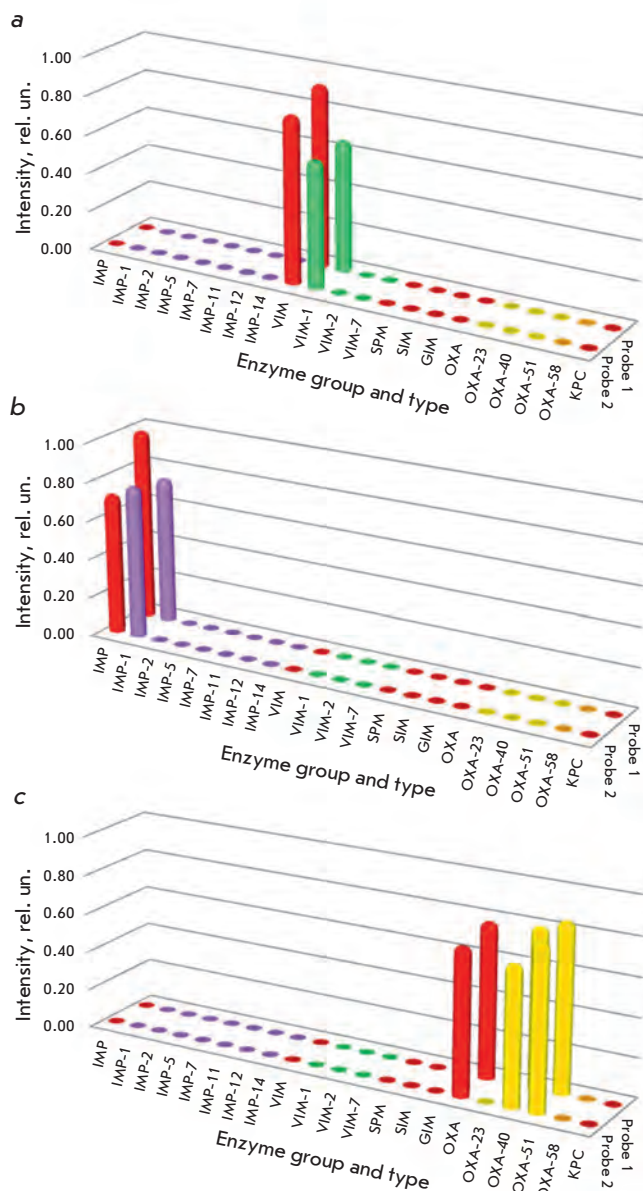 a
Intensity, rel. un.
1.00
0.80
0.60
0.40
0.20
0.00
IMP
IMP-1
IMP-2
IMP-5
IMP-7
IMP-11
IMP-12
IMP-14
VIM
VIM-1
VIM-2
VIM-7
SPM
SIM
GIM
OXA
OXA-23
OXA-40
OXA-51
OXA-58
KPC
Probe 2
Probe 1
Enzyme group and type
b
Intensity, rel. un.
1.00
0.80
0.60
0.40
0.20
0.00
IMP
IMP-1
IMP-2
IMP-5
IMP-7
IMP-11
IMP-12
IMP-14
VIM
VIM-1
VIM-2
VIM-7
SPM
SIM
GIM
OXA
OXA-23
OXA-40
OXA-51
OXA-58
KPC
Probe 2
Probe 1
Enzyme group and type
c
Intensity, rel. un.
1.00
0.80
0.60
0.40
0.20
0.00
IMP
IMP-1
IMP-2
IMP-5
IMP-7
IMP-11
IMP-12
IMP-14
VIM
VIM-1
VIM-2
VIM-7
SPM
SIM
GIM
OXA
OXA-23
OXA-40
OXA-51
OXA-58
KPC
Probe 2
Probe 1
Enzyme group and type